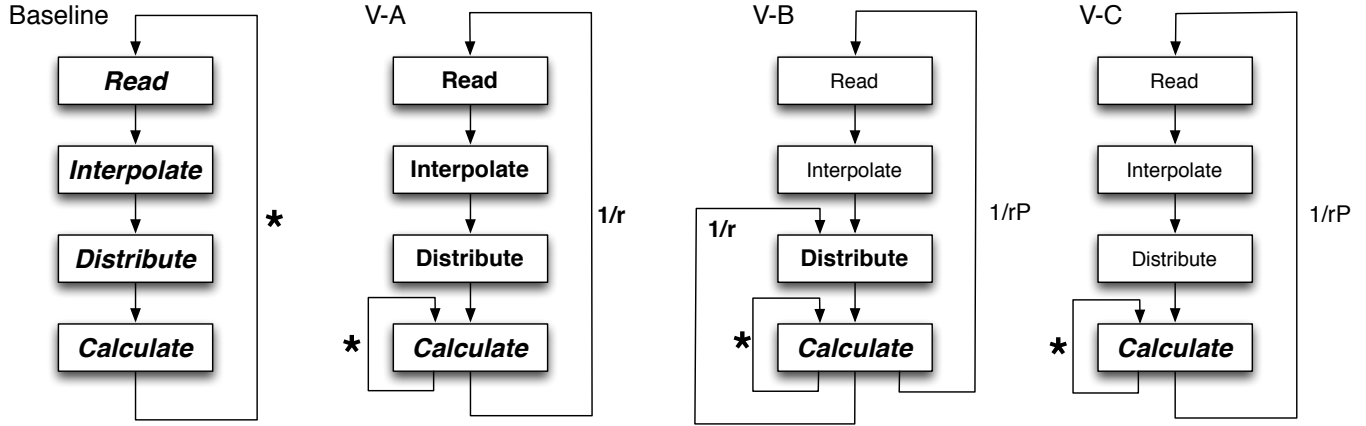 Baseline
Read
Interpolate
Distribute
Calculate
*
V-A
Read
Interpolate
Distribute
Calculate
*
1/r
V-B
Read
Interpolate
1/r
Distribute
*
Calculate
1/rP
V-C
Read
Interpolate
Distribute
*
Calculate
1/rP